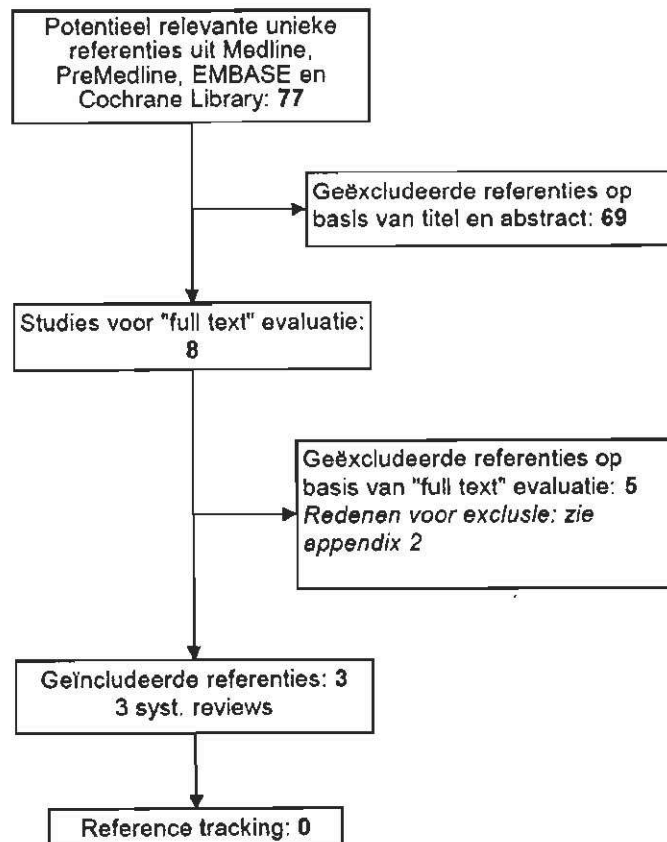 Potentieel relevante unieke
referenties uit Medline,
PreMedline, EMBASE en
Cochrane Library: 77
Geëxcludeerde referenties op
basis van titel en abstract: 69
Studies voor "full text" evaluatie:
8
Geëxcludeerde referenties op
basis van "full text" evaluatie: 5
Redenen voor exclusie: zie
appendix 2
Geïncludeerde referenties: 3
3 syst. reviews
Reference tracking: 0